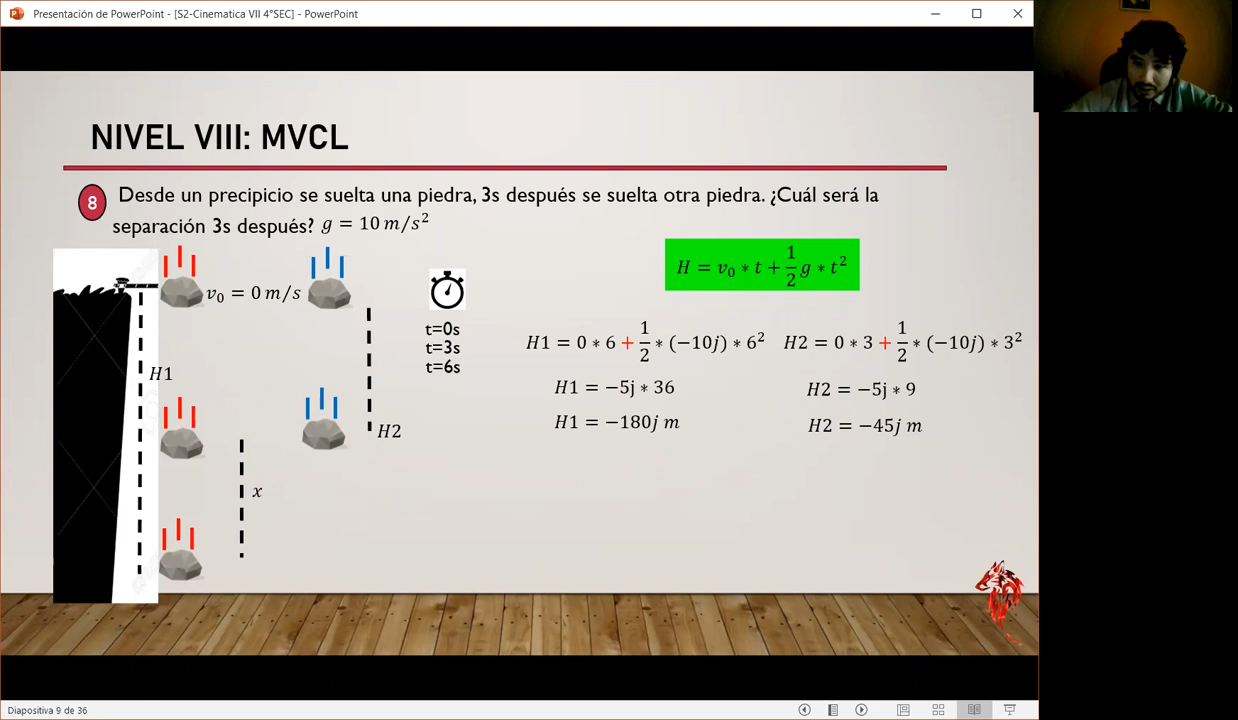 Presentación de PowerPoint - [S2-Cinematica VII 4°SEC] - PowerPoint
NIVEL VIII: MVCL
8 Desde un precipicio se suelta una piedra, 3s después se suelta otra piedra. ¿Cuál será la
separación 3s después? g = 10 m/s²
H = v₀ * t + 1/2 g * t²
v₀ = 0 m/s
t=0s
t=3s
t=6s
H1
H2
x
H1 = 0 * 6 + 1/2 * (−10j) * 6²
H1 = −5j * 36
H1 = −180j m
H2 = 0 * 3 + 1/2 * (−10j) * 3²
H2 = −5j * 9
H2 = −45j m
Diapositiva 9 de 36